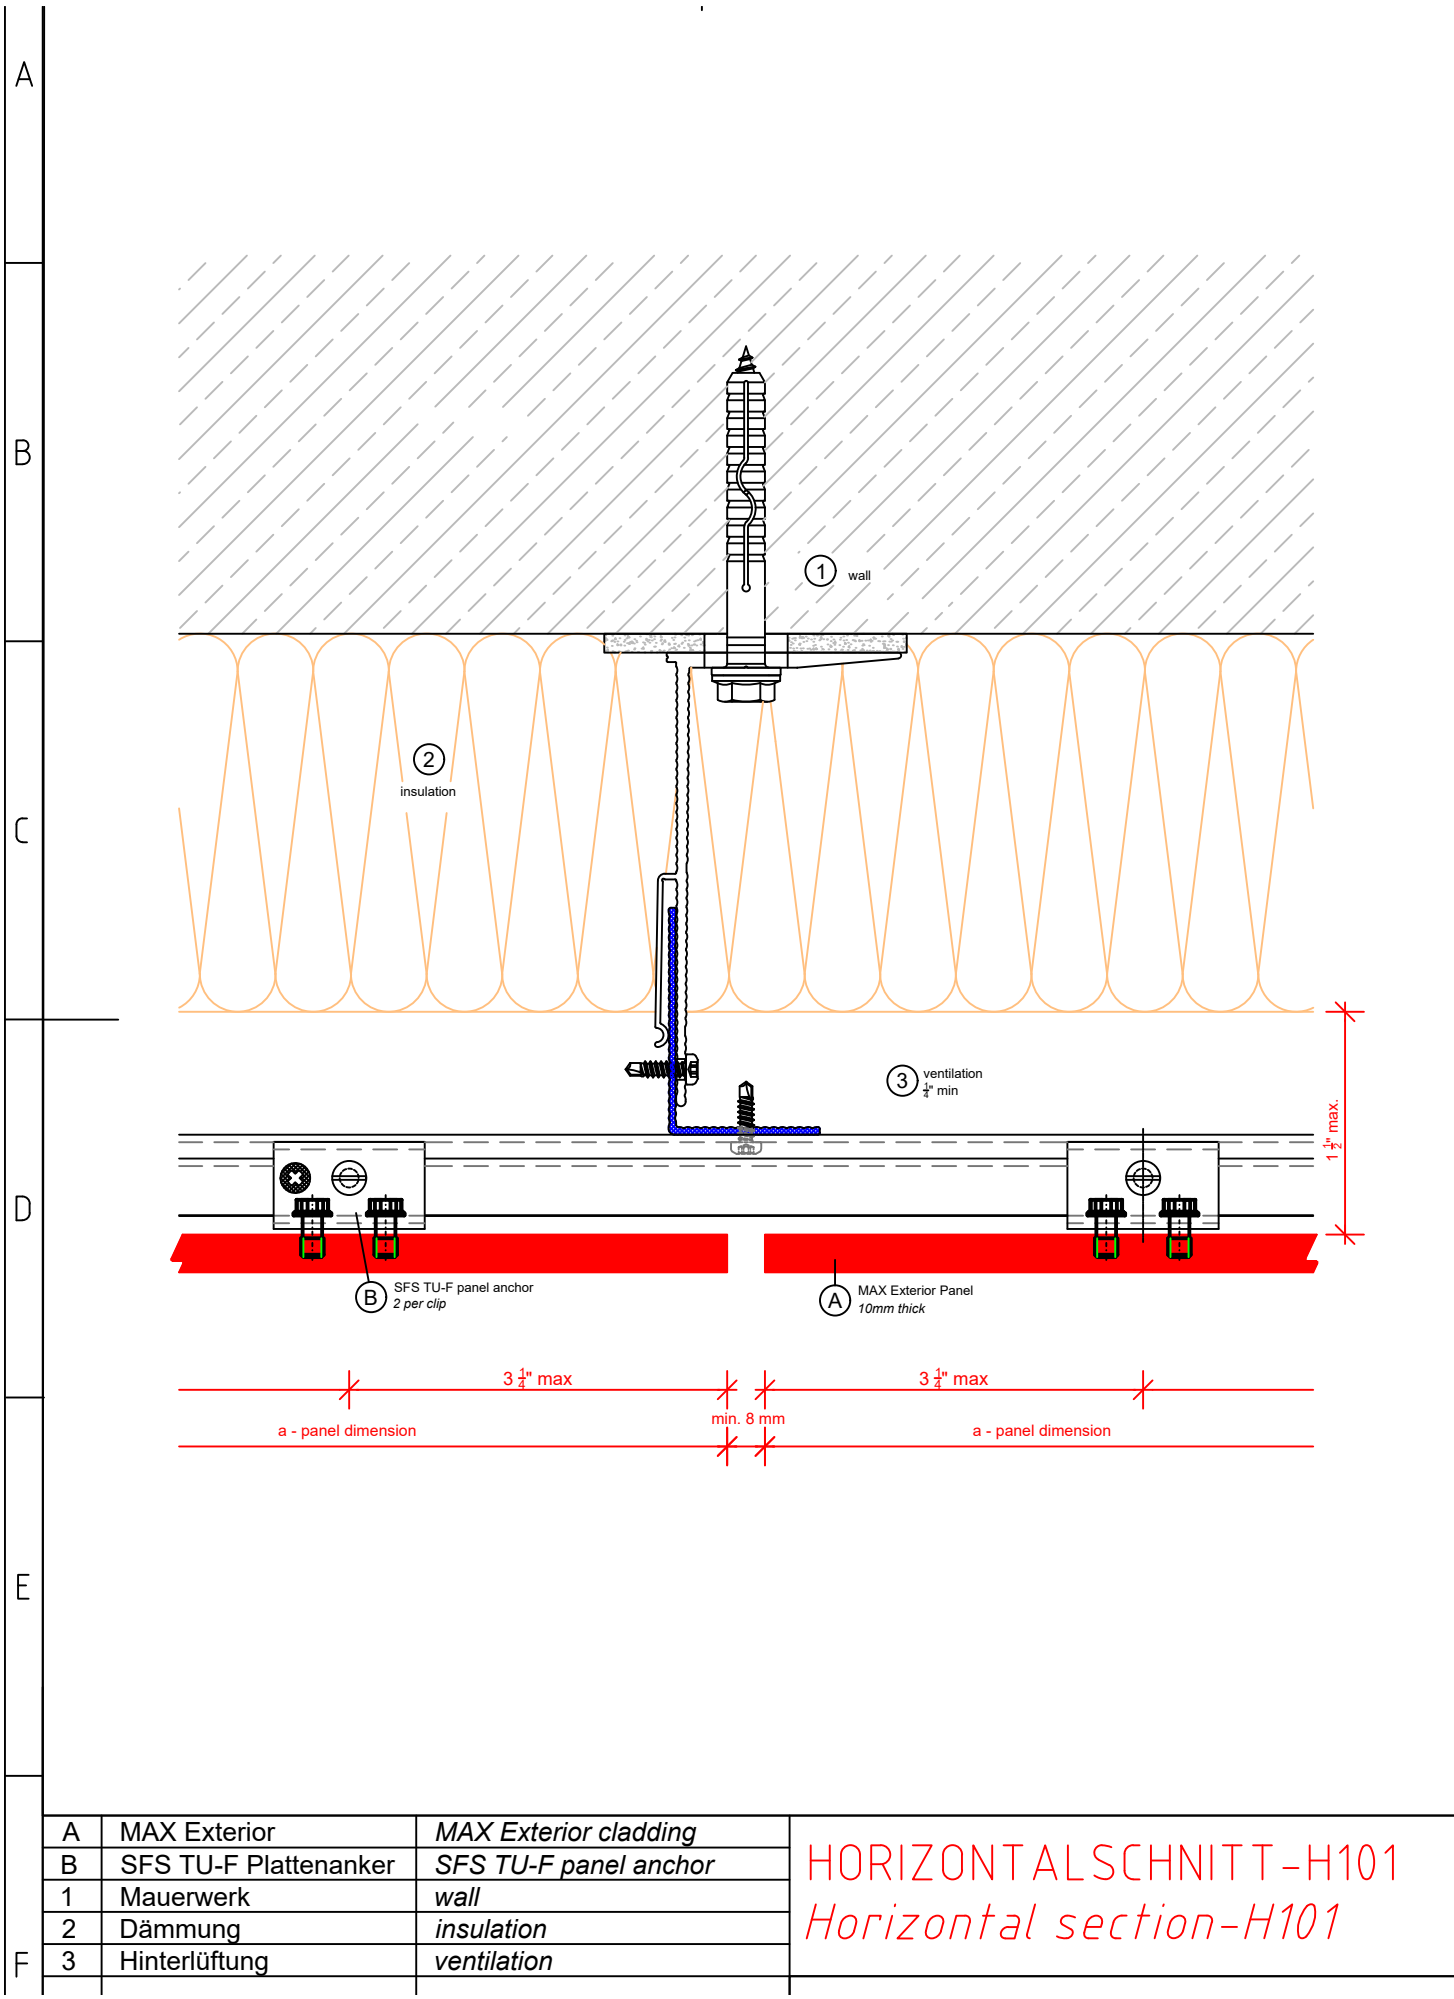 A
B
C
D
E
F
1 wall
2
insulation
3 ventilation
1/4" min
1 1/2" max.
B SFS TU-F panel anchor
2 per clip
A MAX Exterior Panel
10mm thick
3 1/4" max
3 1/4" max
min. 8 mm
a - panel dimension
a - panel dimension
A MAX Exterior MAX Exterior cladding
B SFS TU-F Plattenanker SFS TU-F panel anchor
1 Mauerwerk wall
2 Dämmung insulation
3 Hinterlüftung ventilation
HORIZONTALSCHNITT-H101
Horizontal section-H101